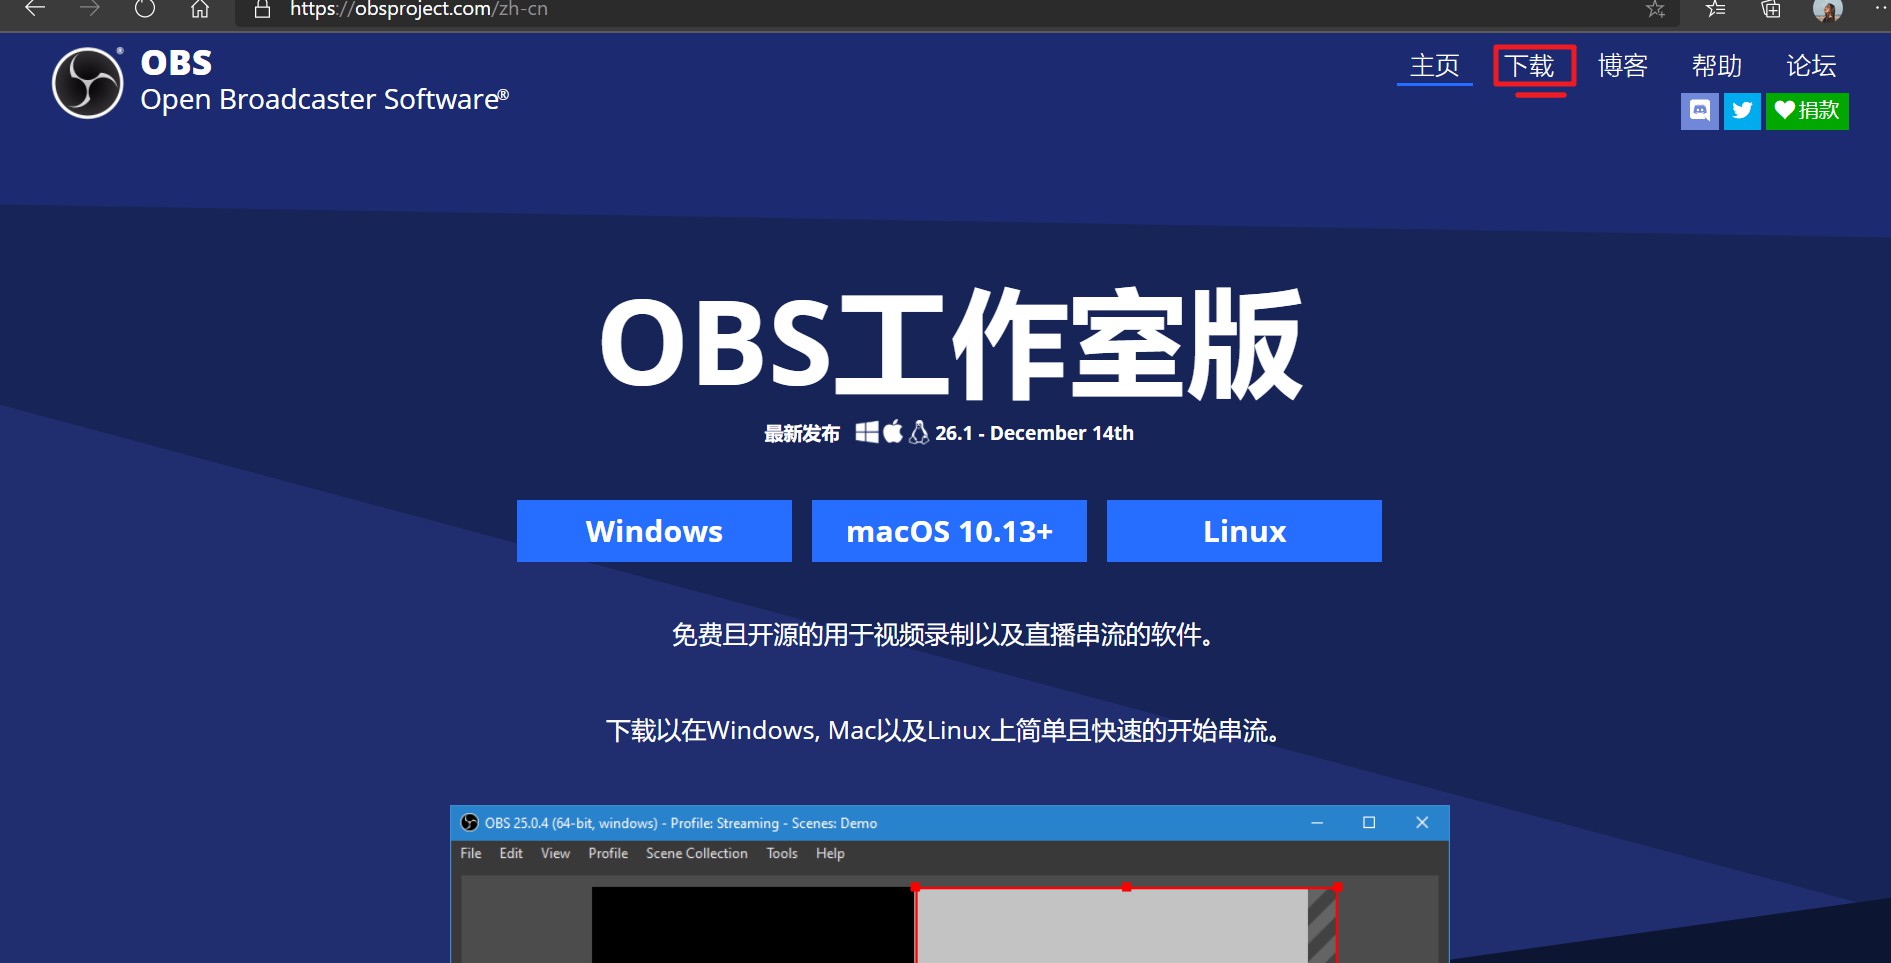 https://obsproject.com/zh-cn
OBS
Open Broadcaster Software®
主页 下载 博客 帮助 论坛
捐款
OBS工作室版
最新发布 26.1 - December 14th
Windows macOS 10.13+ Linux
免费且开源的用于视频录制以及直播串流的软件。
下载以在Windows, Mac以及Linux上简单且快速的开始串流。
OBS 25.0.4 (64-bit, windows) - Profile: Streaming - Scenes: Demo
File Edit View Profile Scene Collection Tools Help